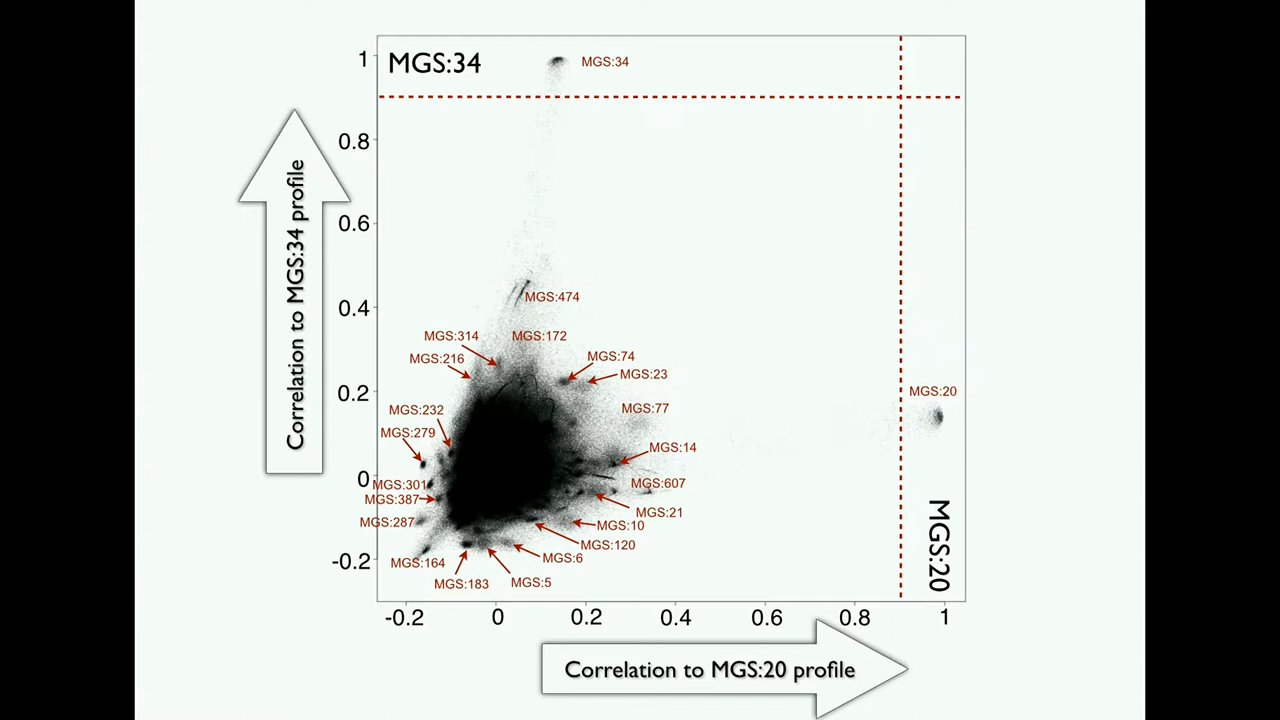 MGS:34
MGS:34
1
0.8
0.6
0.4
0.2
0
-0.2
Correlation to MGS:34 profile
MGS:474
MGS:314
MGS:172
MGS:216
MGS:74
MGS:23
MGS:20
MGS:232
MGS:77
MGS:279
MGS:14
MGS:301
MGS:607
MGS:387
MGS:21
MGS:287
MGS:10
MGS:120
MGS:164
MGS:6
MGS:183
MGS:5
MGS:20
-0.2
0
0.2
0.4
0.6
0.8
1
Correlation to MGS:20 profile